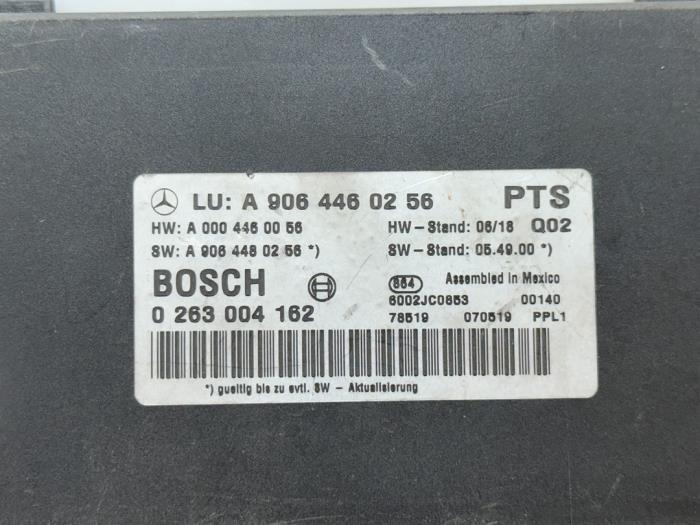 LU: A 906 446 02 56 PTS
HW: A 000 446 00 56 HW-Stand: 06/18 Q02
SW: A 906 448 02 56 *) SW-Stand: 05.49.00 *)
BOSCH 864 Assembled in Mexico
6002JC0853 00140
0 263 004 162 78519 070519 PPL1
*) gueltig bis zu evtl. SW - Aktualisierung